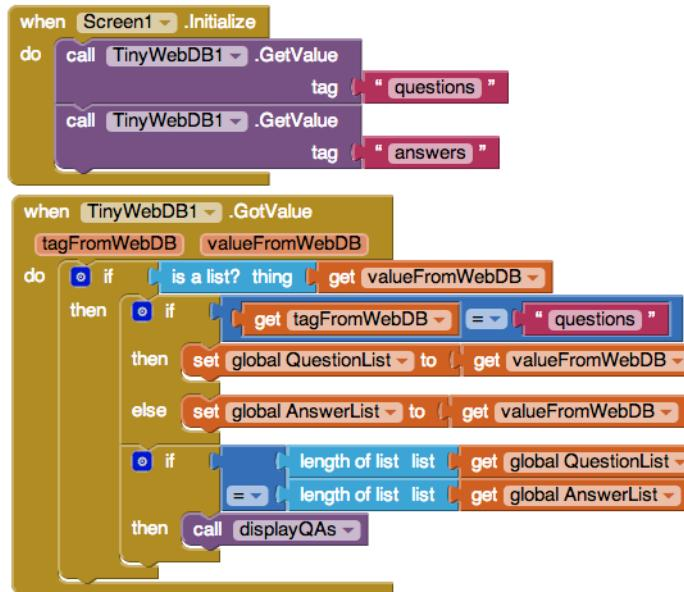 when Screen1 .Initialize
do call TinyWebDB1 .GetValue
tag " questions "
call TinyWebDB1 .GetValue
tag " answers "
when TinyWebDB1 .GotValue
tagFromWebDB valueFromWebDB
do if is a list? thing get valueFromWebDB
then if get tagFromWebDB = " questions "
then set global QuestionList to get valueFromWebDB
else set global AnswerList to get valueFromWebDB
if length of list list get global QuestionList
= length of list list get global AnswerList
then call displayQAs